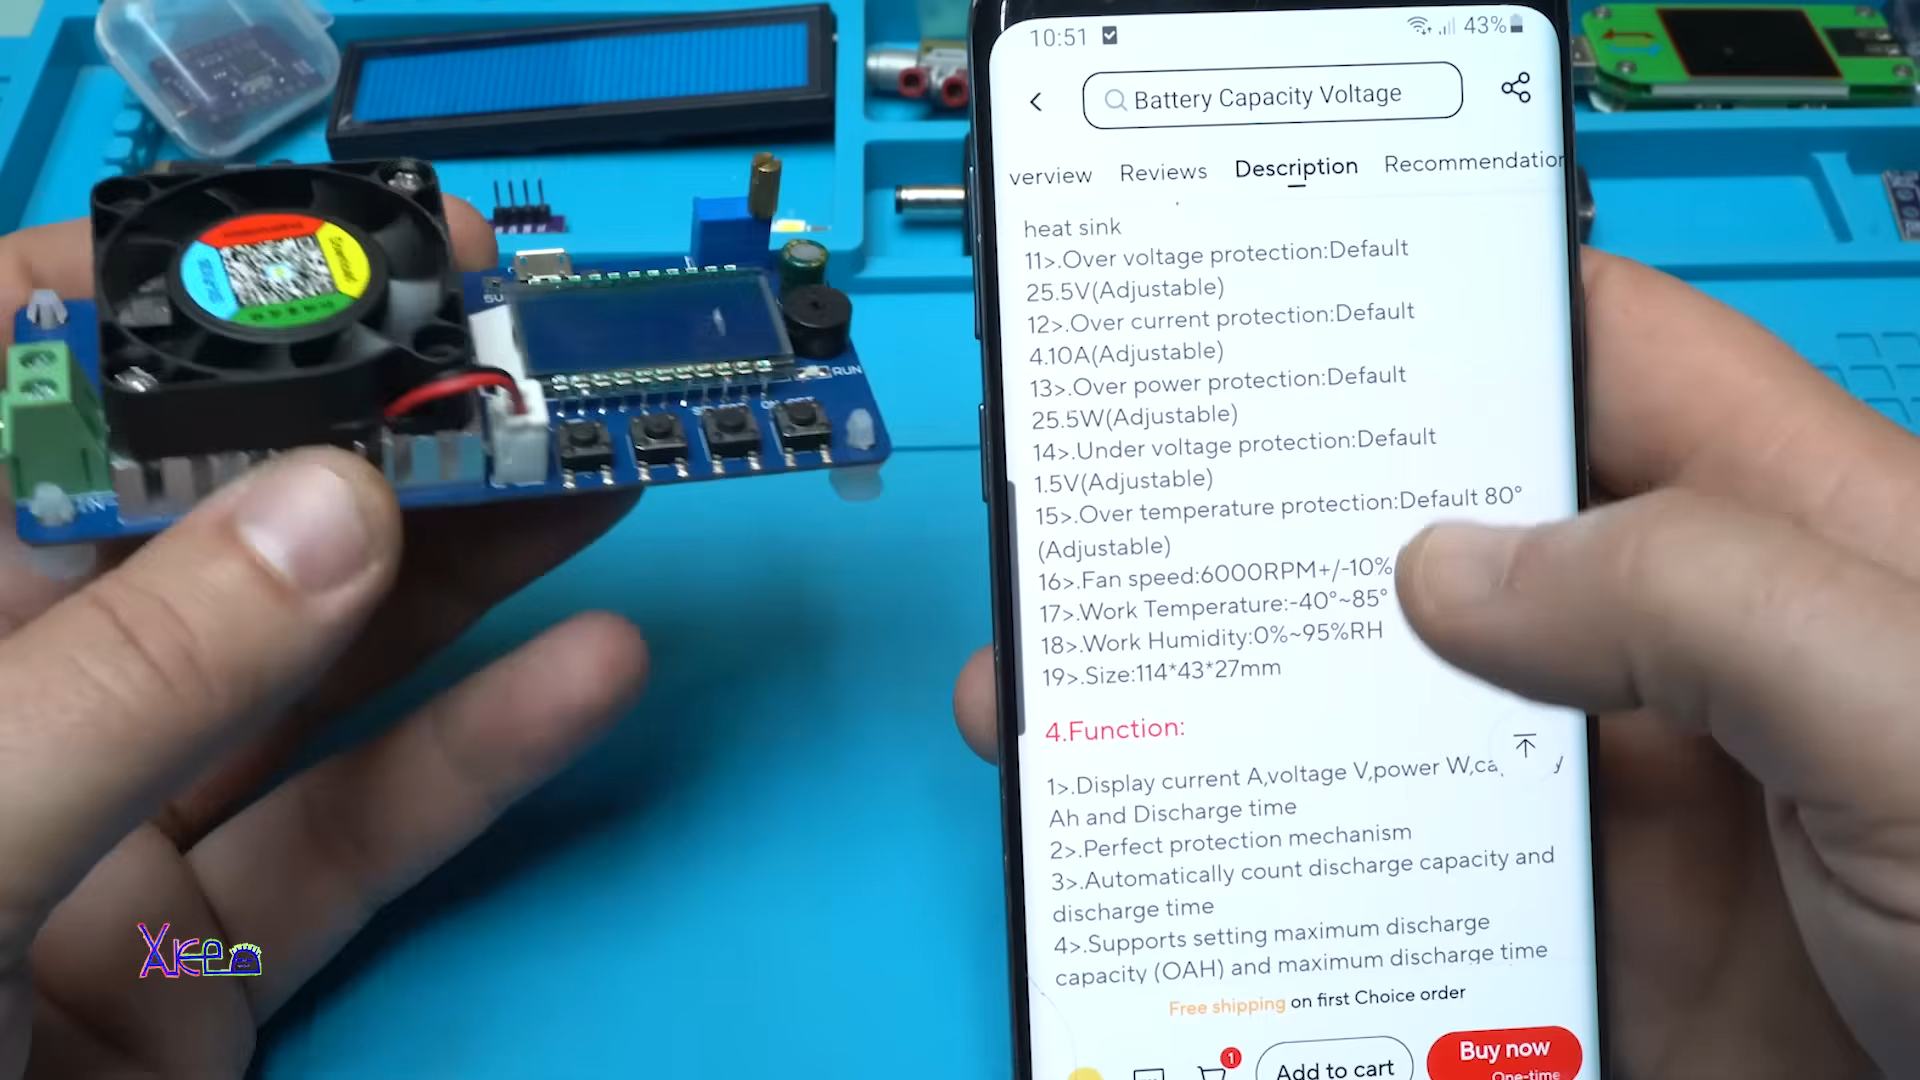 10:51
43%
Battery Capacity Voltage
verview Reviews Description Recommendation
heat sink
11>.Over voltage protection:Default
25.5V(Adjustable)
12>.Over current protection:Default
4.10A(Adjustable)
13>.Over power protection:Default
25.5W(Adjustable)
14>.Under voltage protection:Default
1.5V(Adjustable)
15>.Over temperature protection:Default 80°
(Adjustable)
16>.Fan speed:6000RPM+/-10%
17>.Work Temperature:-40°~85°
18>.Work Humidity:0%~95%RH
19>.Size:114*43*27mm
4.Function:
1>.Display current A,voltage V,power W,ca y
Ah and Discharge time
2>.Perfect protection mechanism
3>.Automatically count discharge capacity and
discharge time
4>.Supports setting maximum discharge
capacity (OAH) and maximum discharge time
Free shipping on first Choice order
1
Add to cart
Buy now
One-time
5V
RUN